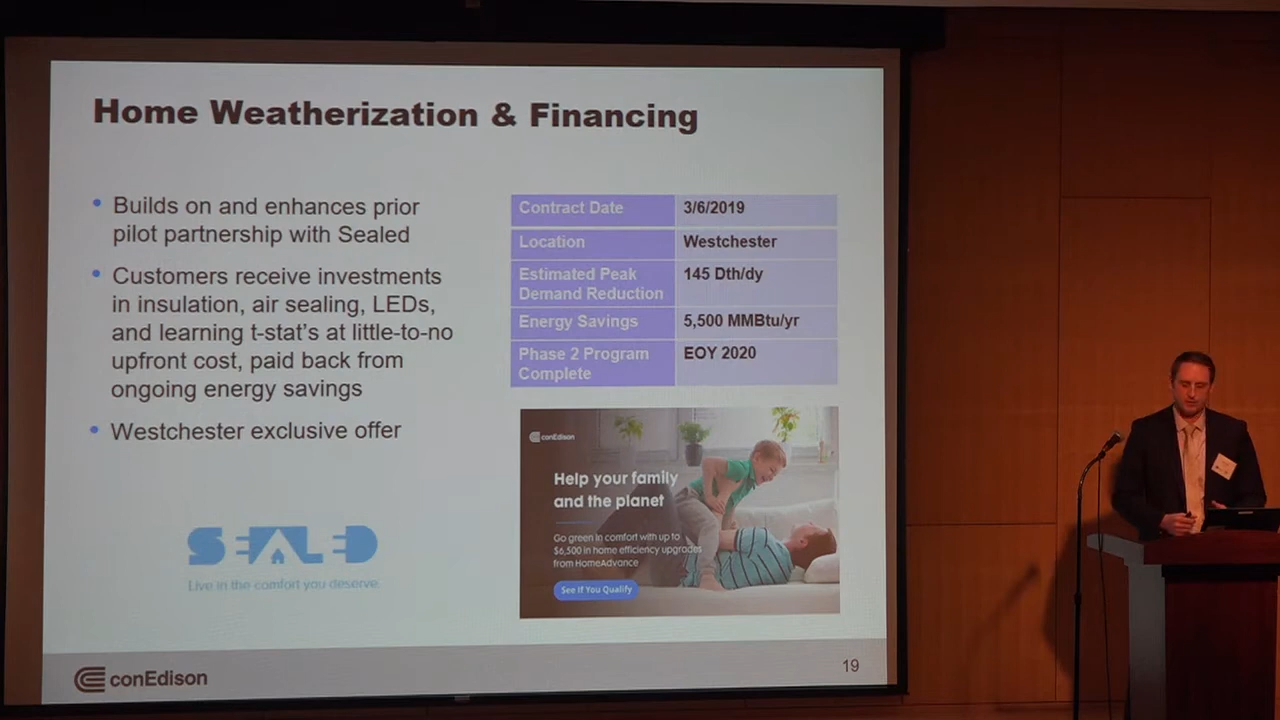 Home Weatherization & Financing
• Builds on and enhances prior
pilot partnership with Sealed
• Customers receive investments
in insulation, air sealing, LEDs,
and learning t-stat's at little-to-no
upfront cost, paid back from
ongoing energy savings
• Westchester exclusive offer
SEALED
Live in the comfort you deserve.
Contract Date 3/6/2019
Location Westchester
Estimated Peak 145 Dth/dy
Demand Reduction
Energy Savings 5,500 MMBtu/yr
Phase 2 Program EOY 2020
Complete
conEdison
Help your family
and the planet
Go green in comfort with up to
$6,500 in home efficiency upgrades
from HomeAdvance
See If You Qualify
conEdison
19